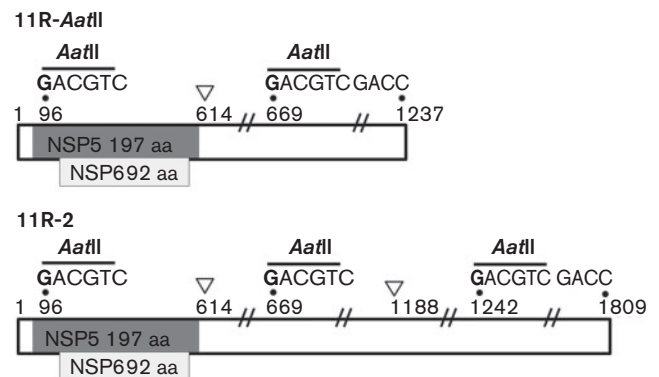 11R-AatII
AatII AatII
GACGTC GACGTC GACC
1 96 614 // 669 // 1237
NSP5 197 aa
NSP692 aa
11R-2
AatII AatII AatII
GACGTC GACGTC GACGTC GACC
1 96 614 // 669 // 1188 // 1242 // 1809
NSP5 197 aa
NSP692 aa